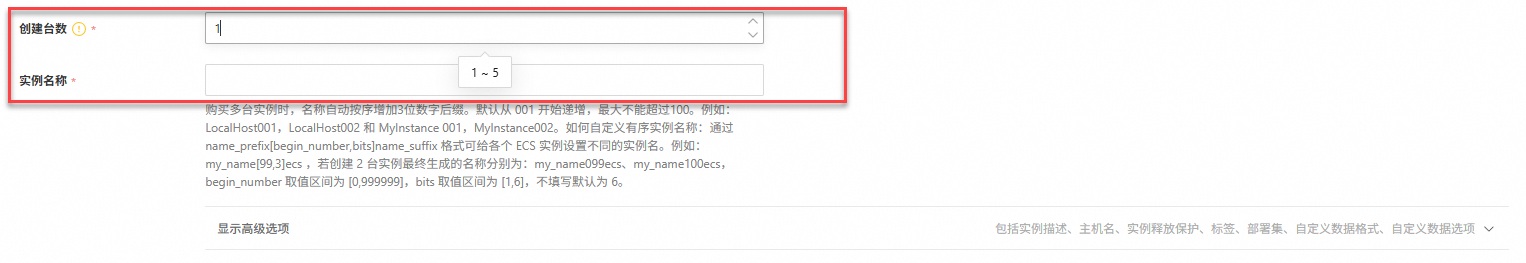 创建台数 ! *
1
1 ~ 5
实例名称 *
购买多台实例时，名称自动按序增加3位数字后缀。默认从 001 开始递增，最大不能超过100。例如：
LocalHost001，LocalHost002 和 MyInstance 001，MyInstance002。如何自定义有序实例名称：通过
name_prefix[begin_number,bits]name_suffix 格式可给各个 ECS 实例设置不同的实例名。例如：
my_name[99,3]ecs ，若创建 2 台实例最终生成的名称分别为：my_name099ecs、my_name100ecs，
begin_number 取值区间为 [0,999999]，bits 取值区间为 [1,6]，不填写默认为 6。
显示高级选项
包括实例描述、主机名、实例释放保护、标签、部署集、自定义数据格式、自定义数据选项